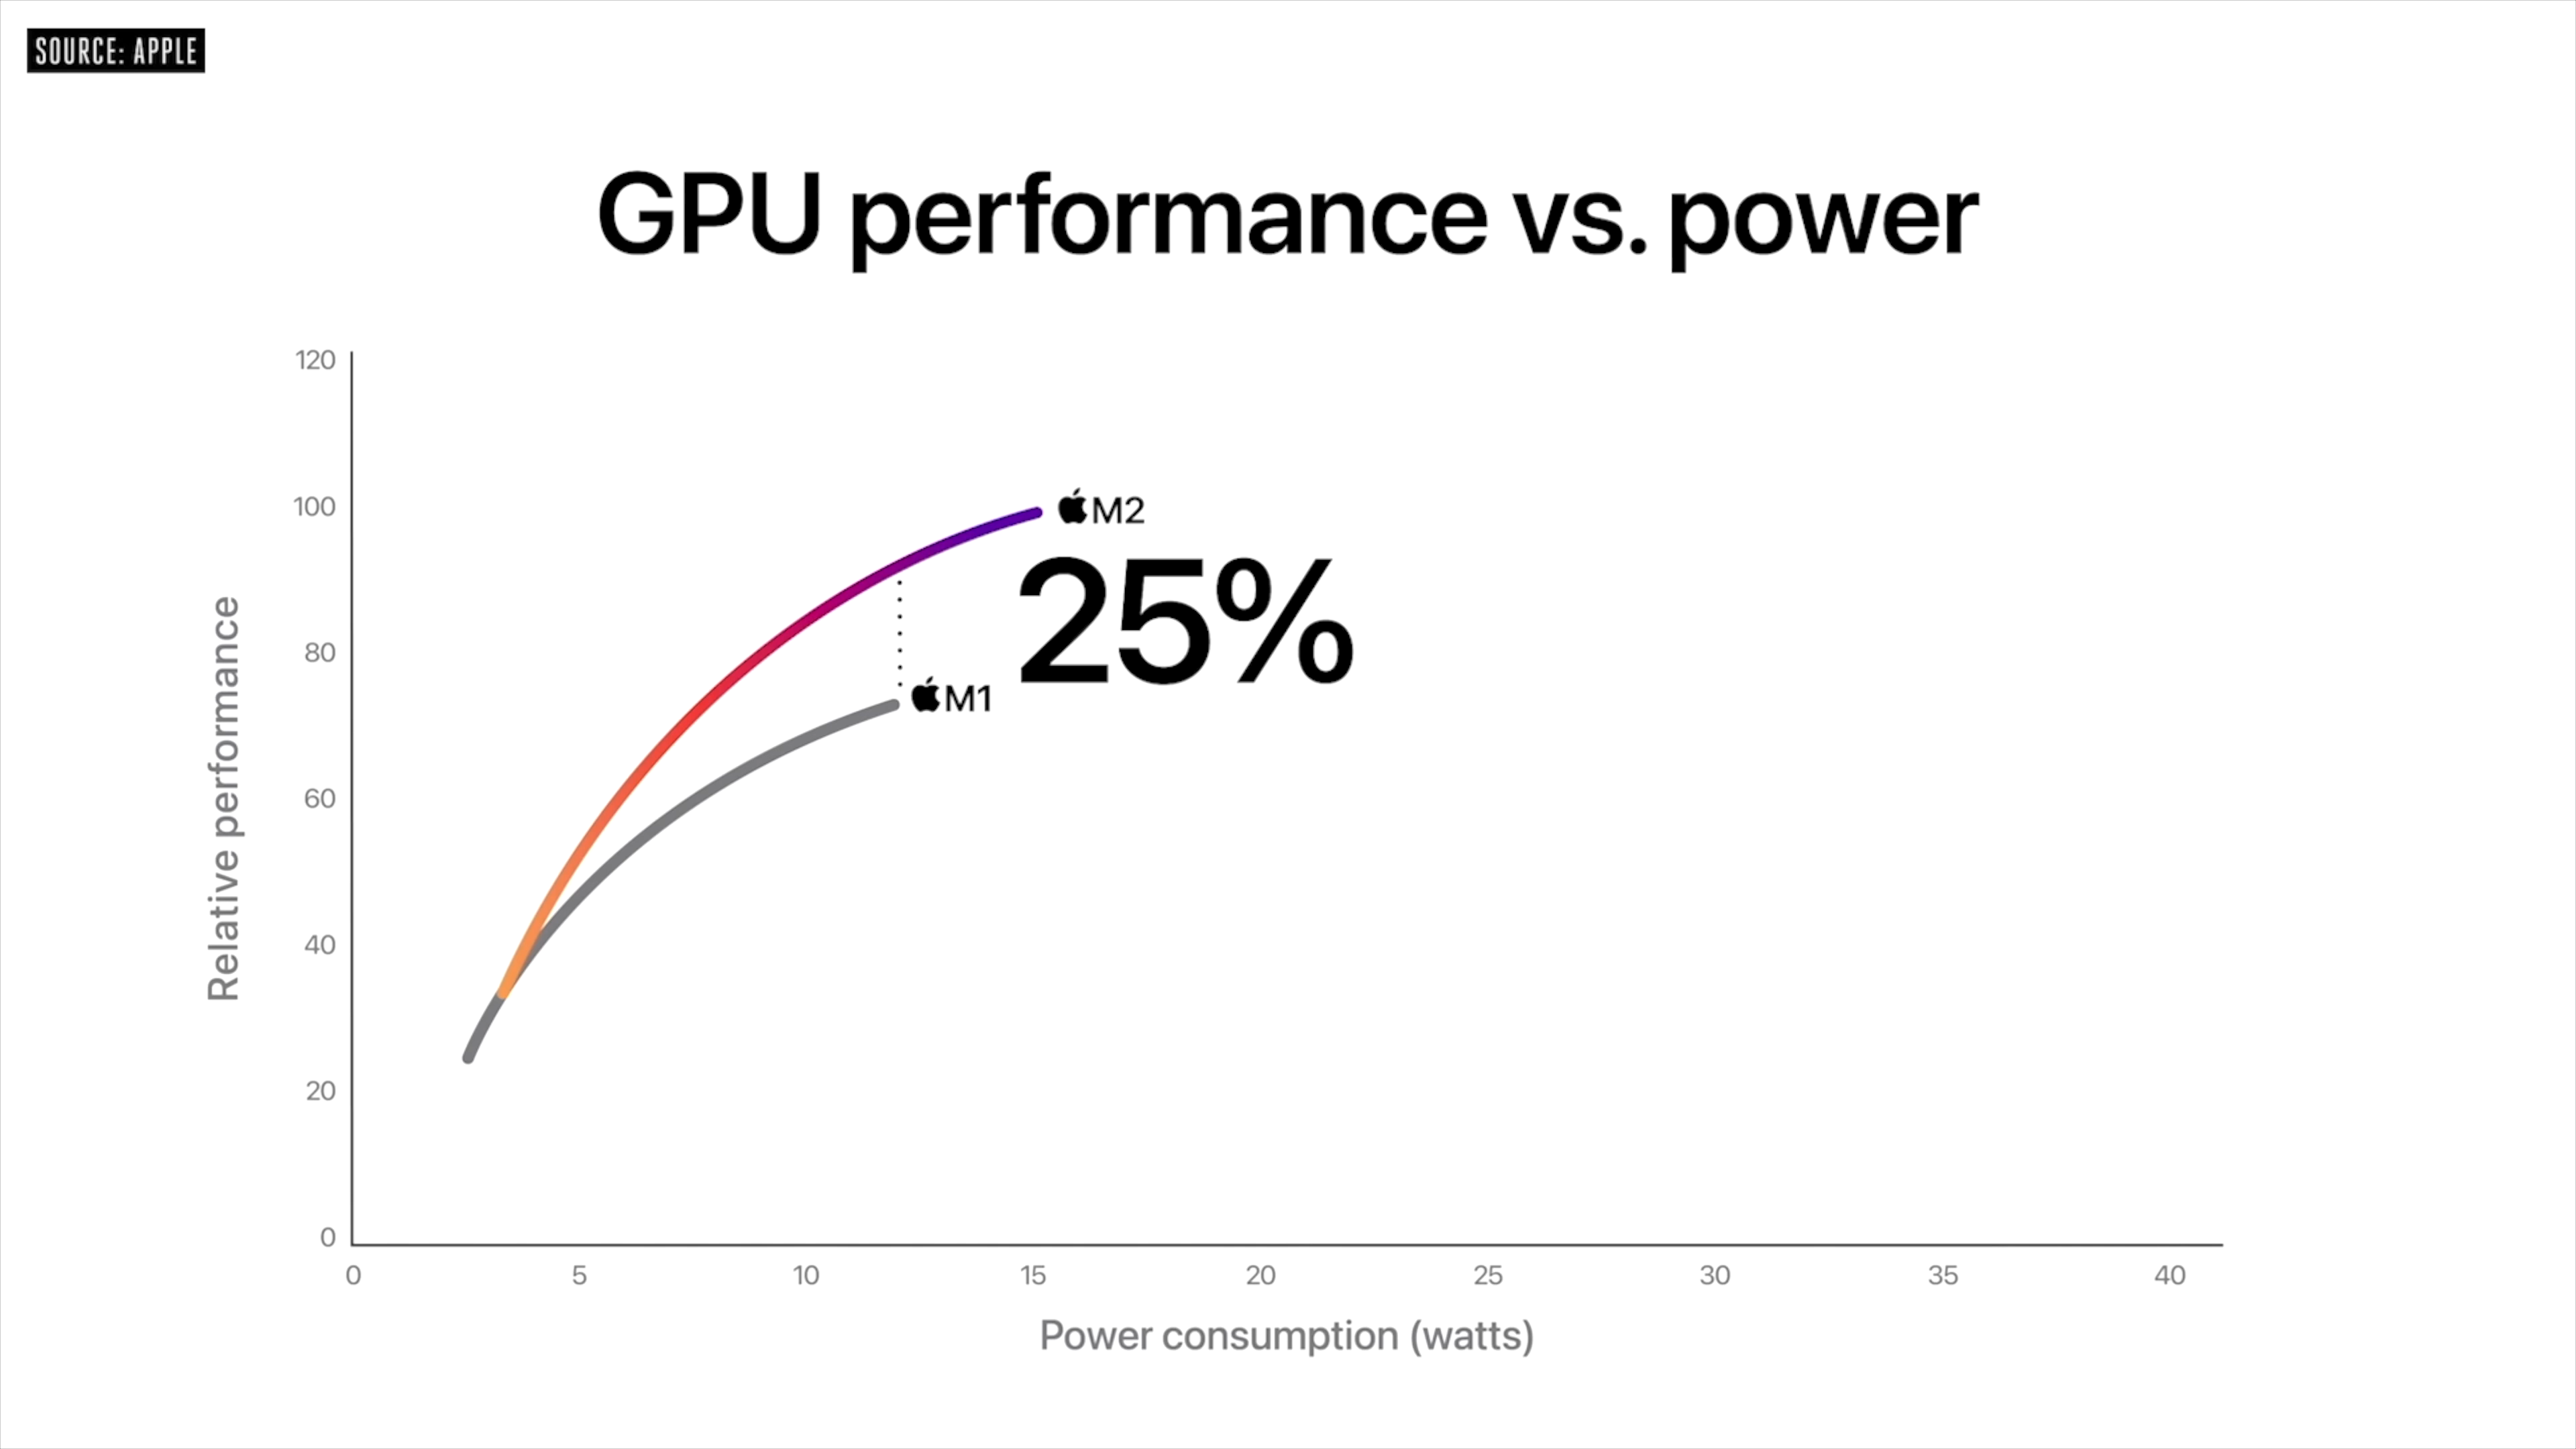 SOURCE: APPLE
GPU performance vs. power
120
100
80
60
40
20
0
Relative performance
M2
25%
M1
0 5 10 15 20 25 30 35 40
Power consumption (watts)